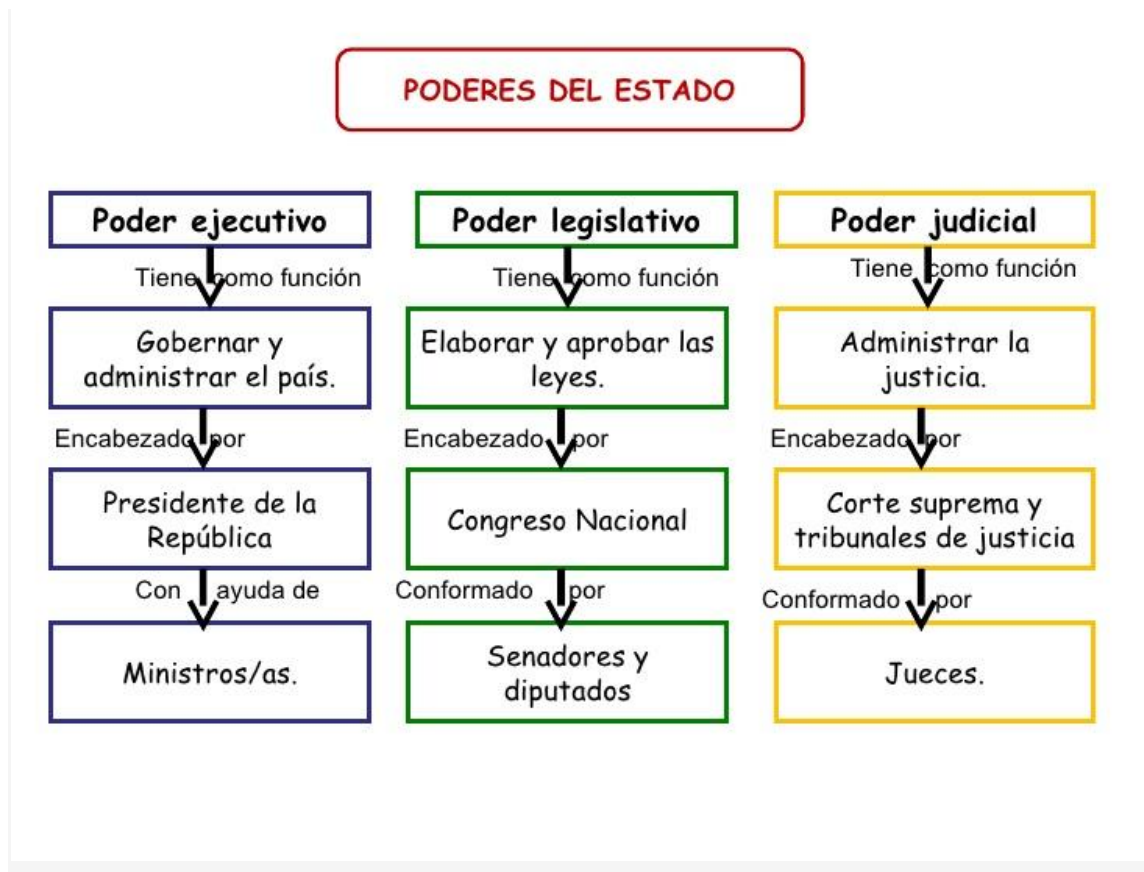 PODERES DEL ESTADO
Poder ejecutivo
Tiene como función
Gobernar y
administrar el país.
Encabezado por
Presidente de la
República
Con ayuda de
Ministros/as.
Poder legislativo
Tiene como función
Elaborar y aprobar las
leyes.
Encabezado por
Congreso Nacional
Conformado por
Senadores y
diputados
Poder judicial
Tiene como función
Administrar la
justicia.
Encabezado por
Corte suprema y
tribunales de justicia
Conformado por
Jueces.